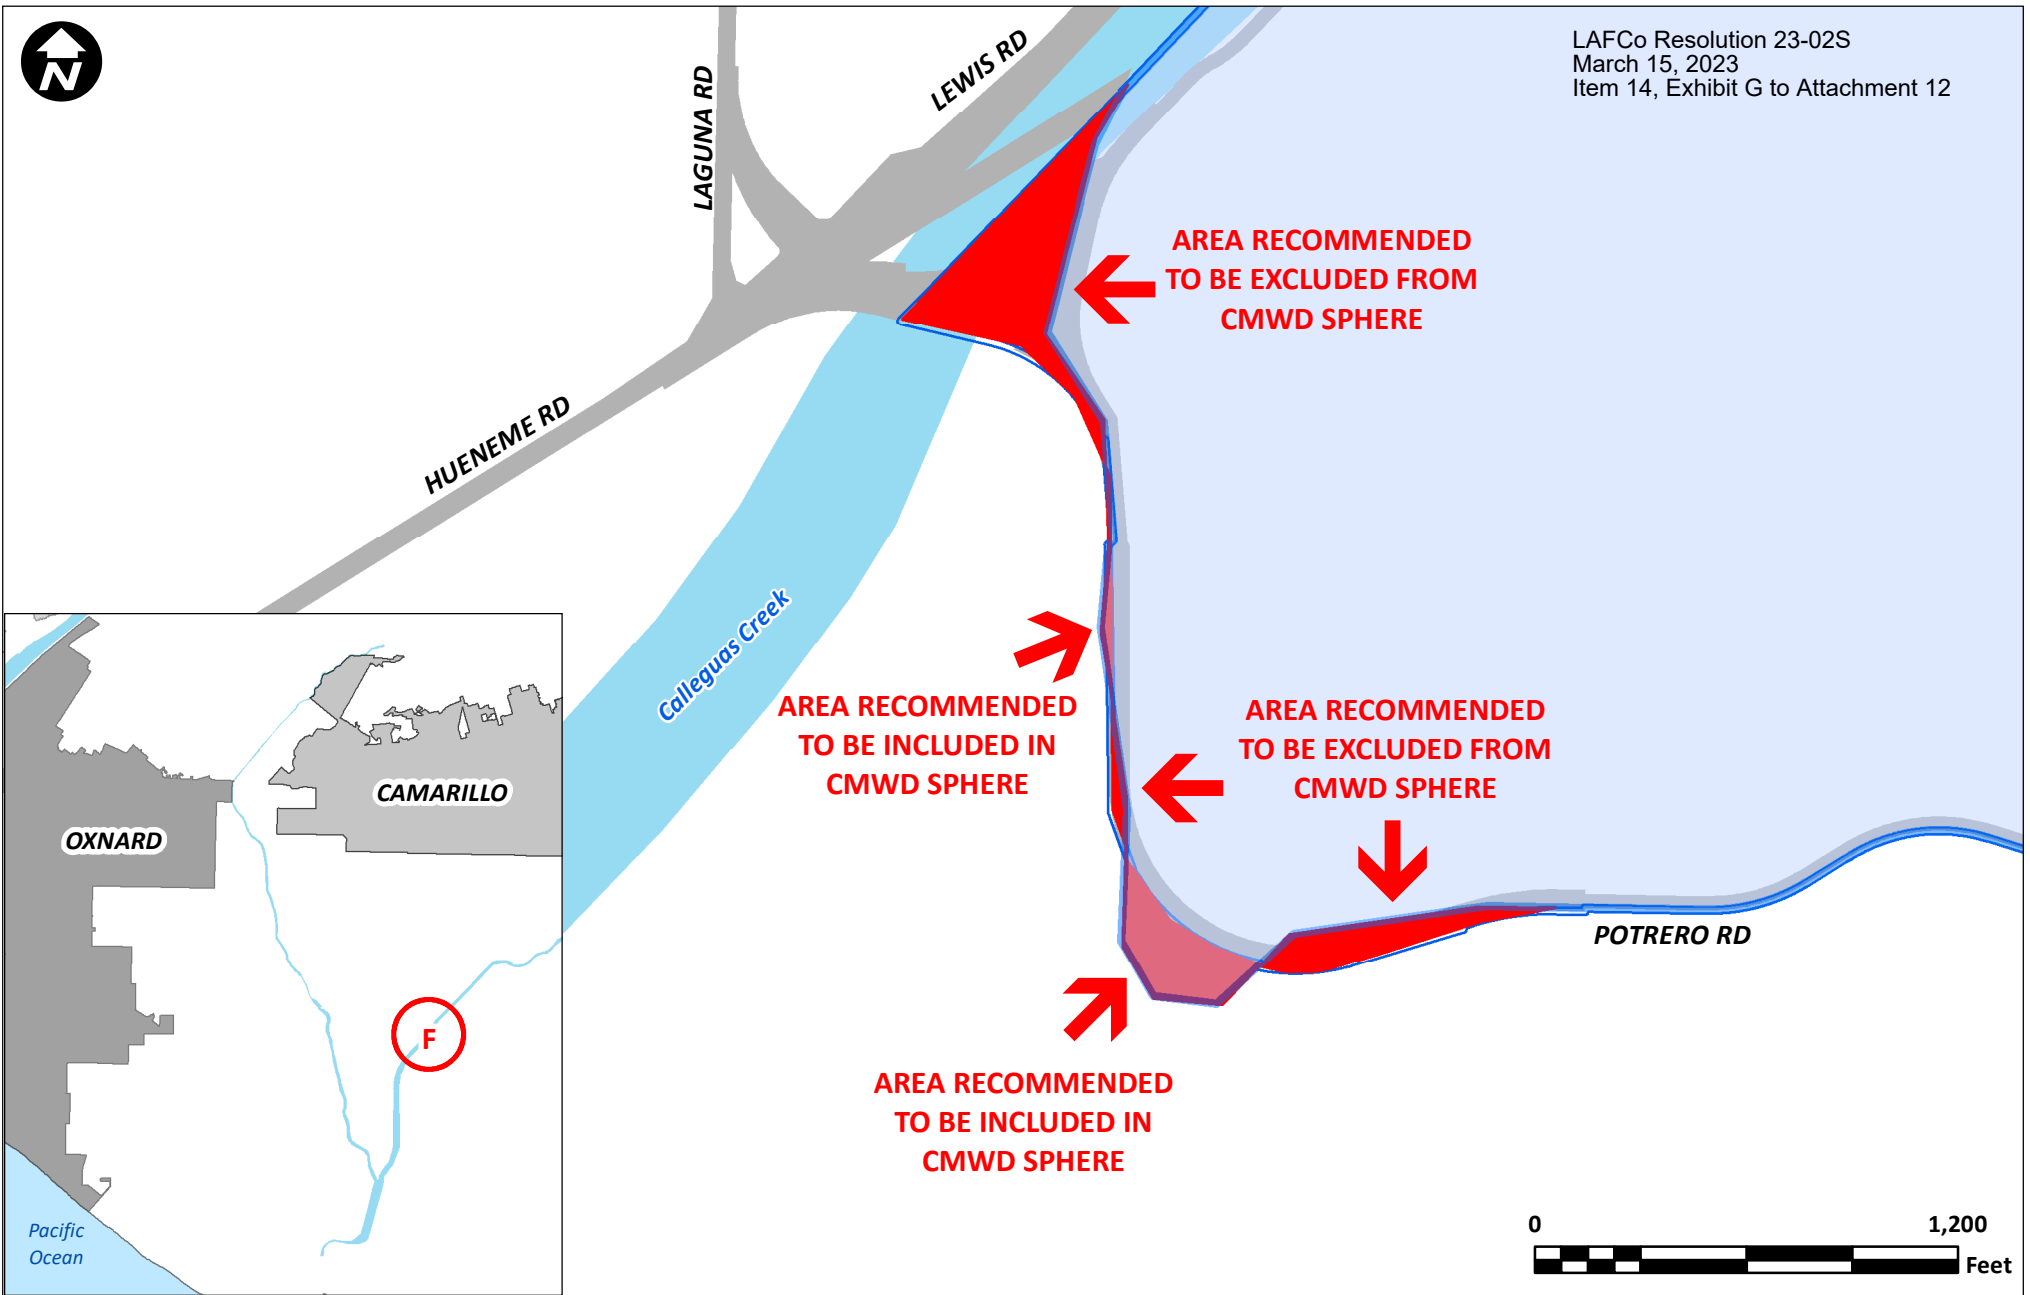 N
LAFCo Resolution 23-02S
March 15, 2023
Item 14, Exhibit G to Attachment 12
LEWIS RD
LAGUNA RD
AREA RECOMMENDED
TO BE EXCLUDED FROM
CMWD SPHERE
HUENEME RD
Calleguas Creek
AREA RECOMMENDED
TO BE INCLUDED IN
CMWD SPHERE
AREA RECOMMENDED
TO BE EXCLUDED FROM
CMWD SPHERE
POTRERO RD
AREA RECOMMENDED
TO BE INCLUDED IN
CMWD SPHERE
CAMARILLO
OXNARD
F
Pacific
Ocean
0 1,200
Feet